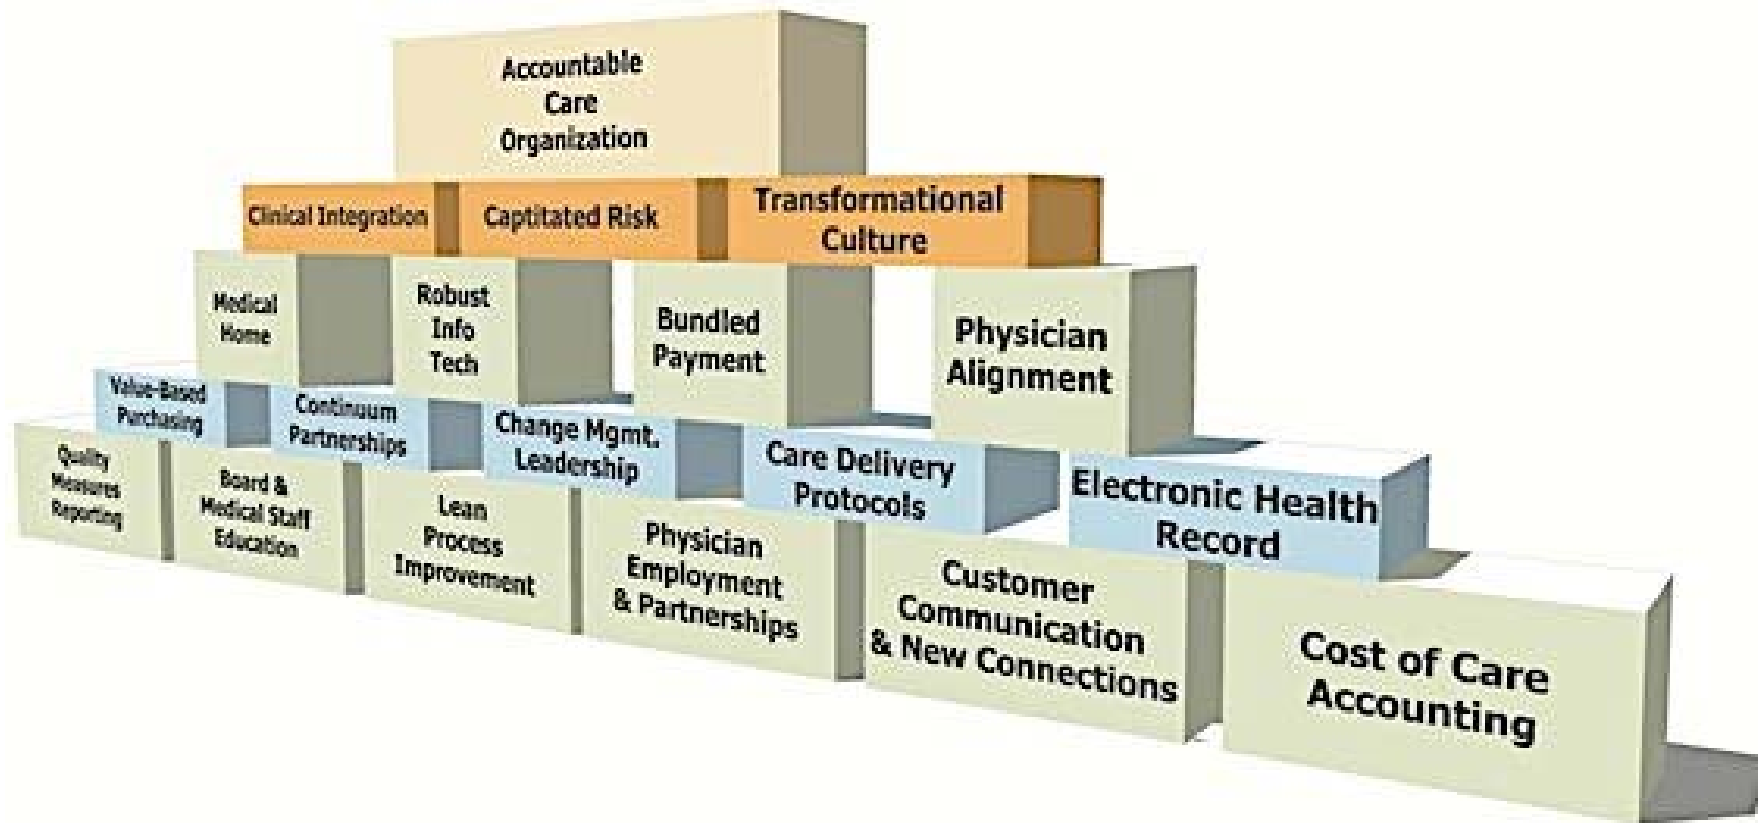 Accountable
Care
Organization
Clinical Integration
Captitated Risk
Transformational
Culture
Medical
Home
Robust
Info
Tech
Bundled
Payment
Physician
Alignment
Value-Based
Purchasing
Continuum
Partnerships
Change Mgmt.
Leadership
Care Delivery
Protocols
Electronic Health
Record
Quality
Measures
Reporting
Board &
Medical Staff
Education
Lean
Process
Improvement
Physician
Employment
& Partnerships
Customer
Communication
& New Connections
Cost of Care
Accounting